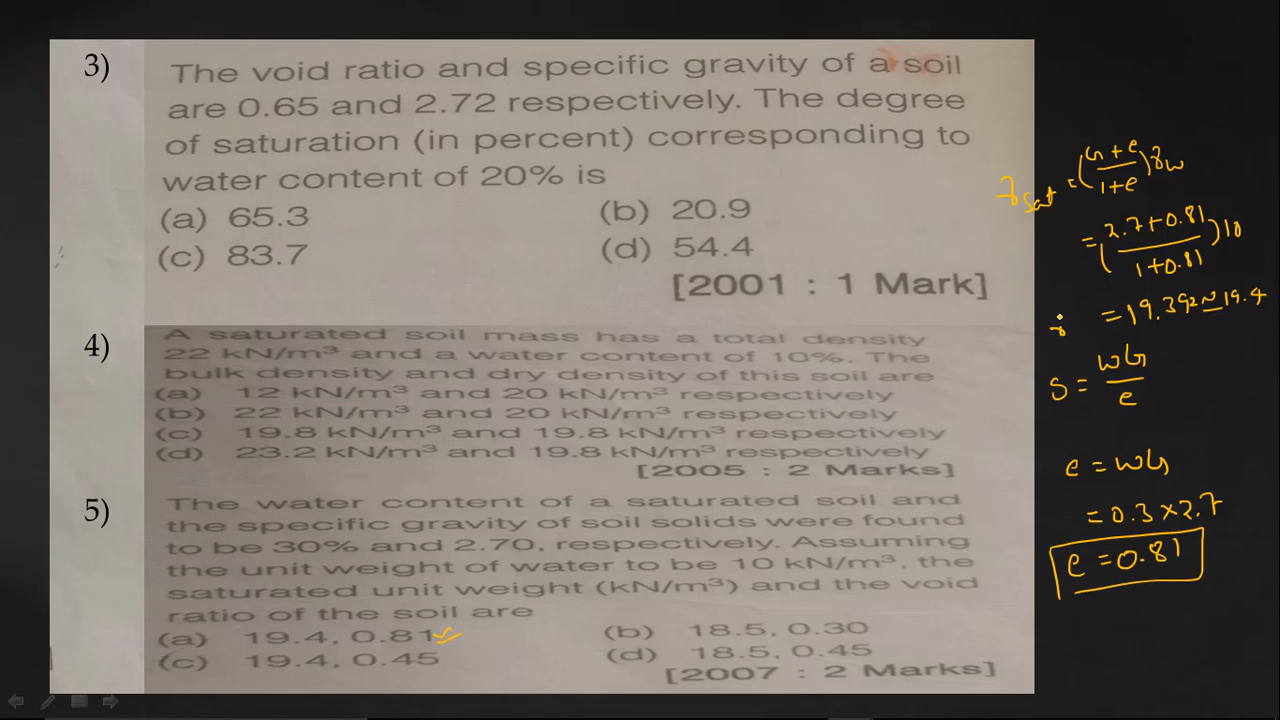 3)
The void ratio and specific gravity of a soil
are 0.65 and 2.72 respectively. The degree
of saturation (in percent) corresponding to
water content of 20% is
(a) 65.3 (b) 20.9
(c) 83.7 (d) 54.4
[2001 : 1 Mark]
4)
A saturated soil mass has a total density
22 kN/m³ and a water content of 10%. The
bulk density and dry density of this soil are
(a) 12 kN/m³ and 20 kN/m³ respectively
(b) 22 kN/m³ and 20 kN/m³ respectively
(c) 19.8 kN/m³ and 19.8 kN/m³ respectively
(d) 23.2 kN/m³ and 19.8 kN/m³ respectively
[2005 : 2 Marks]
5)
The water content of a saturated soil and
the specific gravity of soil solids were found
to be 30% and 2.70, respectively. Assuming
the unit weight of water to be 10 kN/m³, the
saturated unit weight (kN/m³) and the void
ratio of the soil are
(a) 19.4, 0.81 (b) 18.5, 0.30
(c) 19.4, 0.45 (d) 18.5, 0.45
[2007 : 2 Marks]
γsat = (G+e/1+e)γw
= (2.7+0.81/1+0.81)10
= 19.392 ≃ 19.4
S = wG/e
e = wG
= 0.3×2.7
e = 0.81